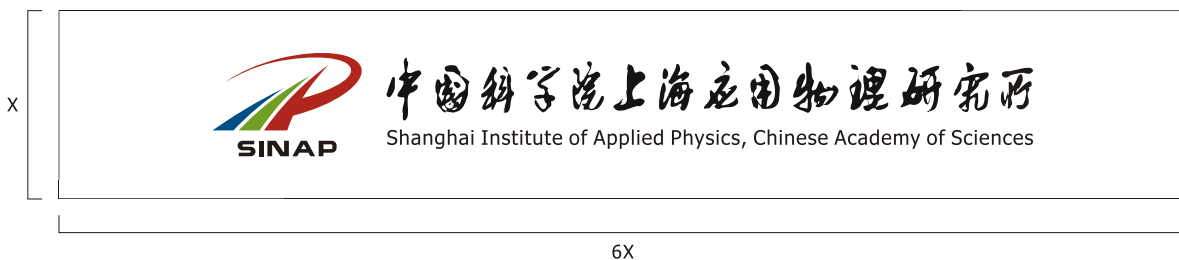 X
中国科学院上海应用物理研究所
SINAP
Shanghai Institute of Applied Physics, Chinese Academy of Sciences
6X